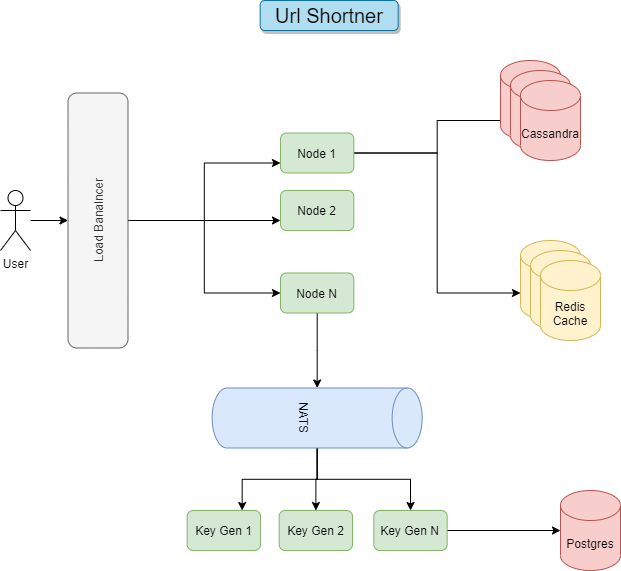 Url Shortner
Cassandra
Node 1
Load Banalncer
Node 2
User
Node N
Redis
Cache
NATS
Key Gen 1
Key Gen 2
Key Gen N
Postgres